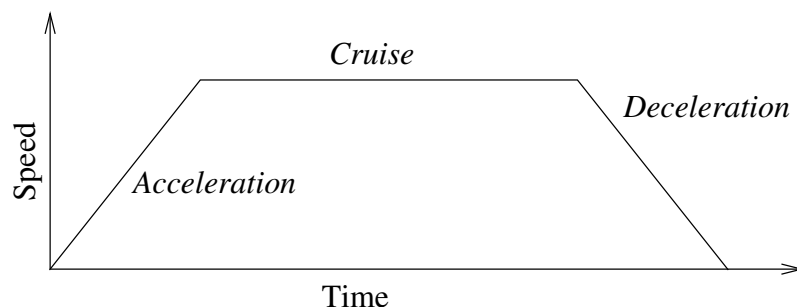 Cruise
Deceleration
Acceleration
Speed
Time